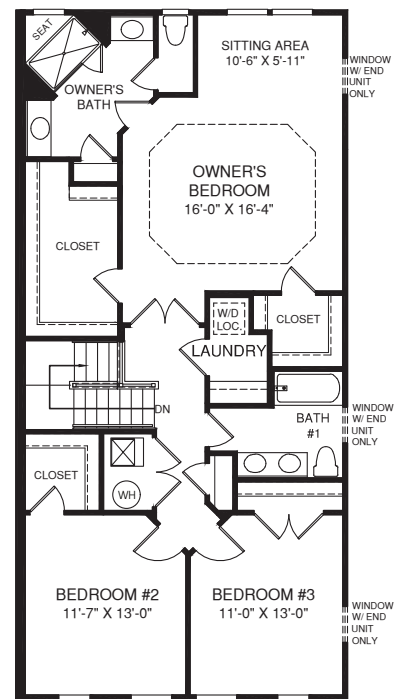 SEAT
SITTING AREA
10'-6" X 5'-11"
WINDOW
W/ END
UNIT
ONLY
OWNER'S
BATH
OWNER'S
BEDROOM
16'-0" X 16'-4"
CLOSET
W/D
LOC.
CLOSET
LAUNDRY
DN
BATH
#1
WINDOW
W/ END
UNIT
ONLY
CLOSET
WH
BEDROOM #2
11'-7" X 13'-0"
BEDROOM #3
11'-0" X 13'-0"
WINDOW
W/ END
UNIT
ONLY